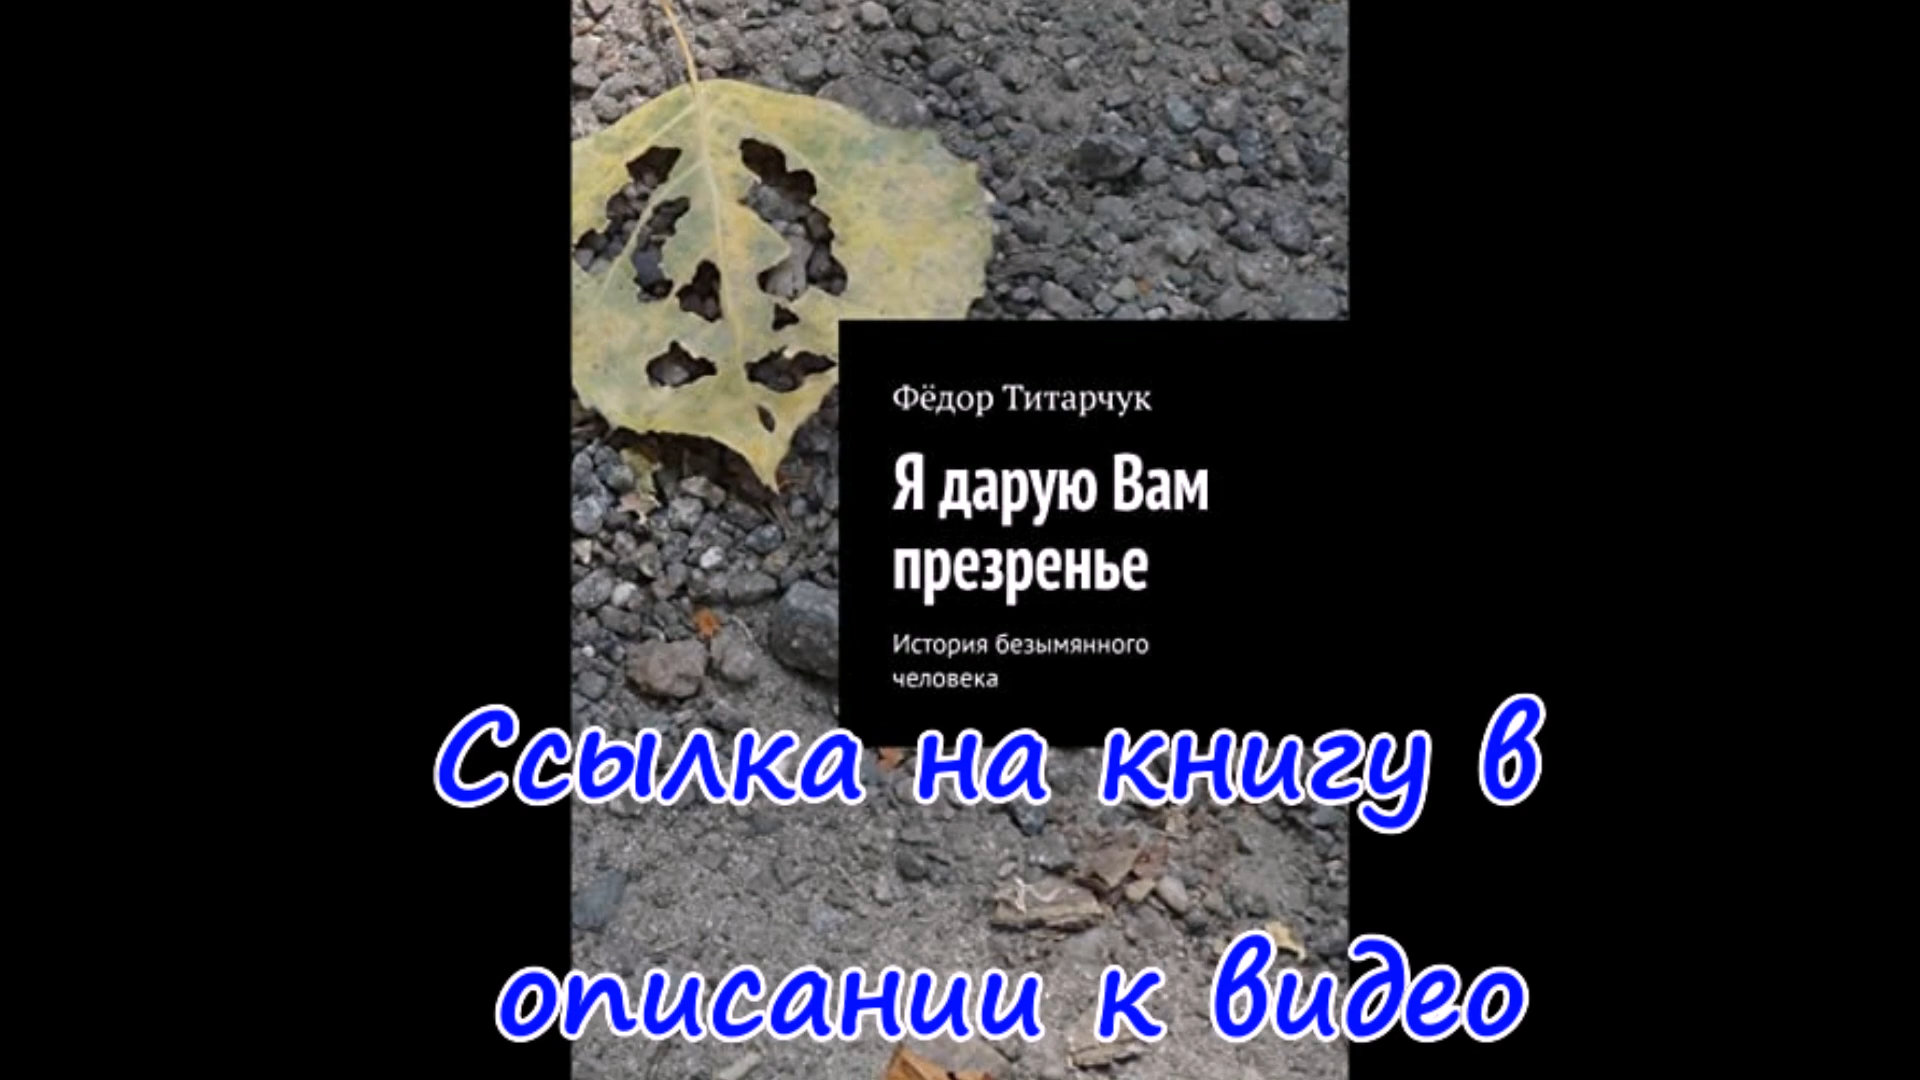 Фёдор Титарчук
Я дарую Вам
презренье
История безымянного
человека
Ссылка на книгу в
описании к видео